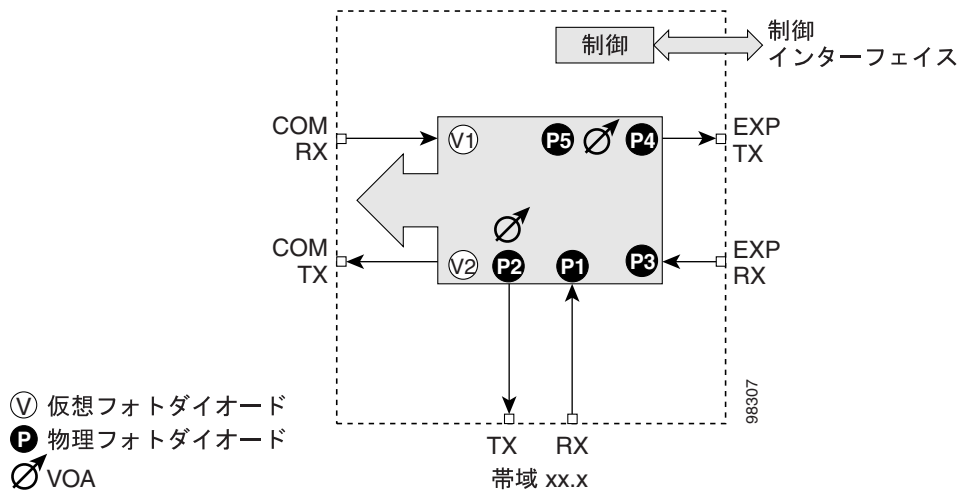 制御
制御
インターフェイス
COM
RX
V1
P5
P4
EXP
TX
COM
TX
V2
P2
P1
P3
EXP
RX
98307
V 仮想フォトダイオード
P 物理フォトダイオード
VOA
TX
RX
帯域 xx.x